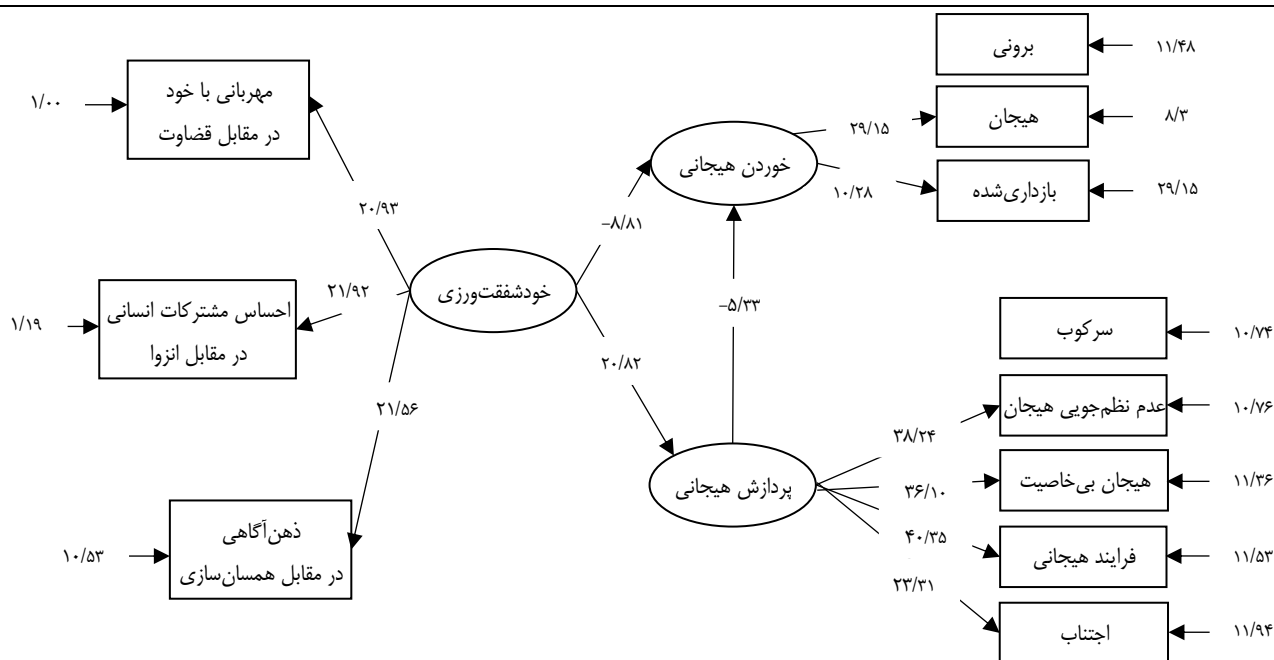 برونی
۱۱/۴۸
مهربانی با خود
در مقابل قضاوت
۱/۰۰
هیجان
۸/۳
۲۹/۱۵
خوردن هیجانی
بازداری‌شده
۲۹/۱۵
۱۰/۲۸
۲۰/۹۳
−۸/۸۱
خودشفقت‌ورزی
۲۱/۹۲
احساس مشترکات انسانی
در مقابل انزوا
۱/۱۹
−۵/۳۳
سرکوب
۱۰/۷۴
۲۰/۸۲
۲۱/۵۶
عدم نظم‌جویی هیجان
۱۰/۷۶
۳۸/۲۴
پردازش هیجانی
هیجان بی‌خاصیت
۱۱/۳۶
۳۶/۱۰
ذهن‌آگاهی
در مقابل همسان‌سازی
۱۰/۵۳
۴۰/۳۵
فرایند هیجانی
۱۱/۵۳
۲۳/۳۱
اجتناب
۱۱/۹۴